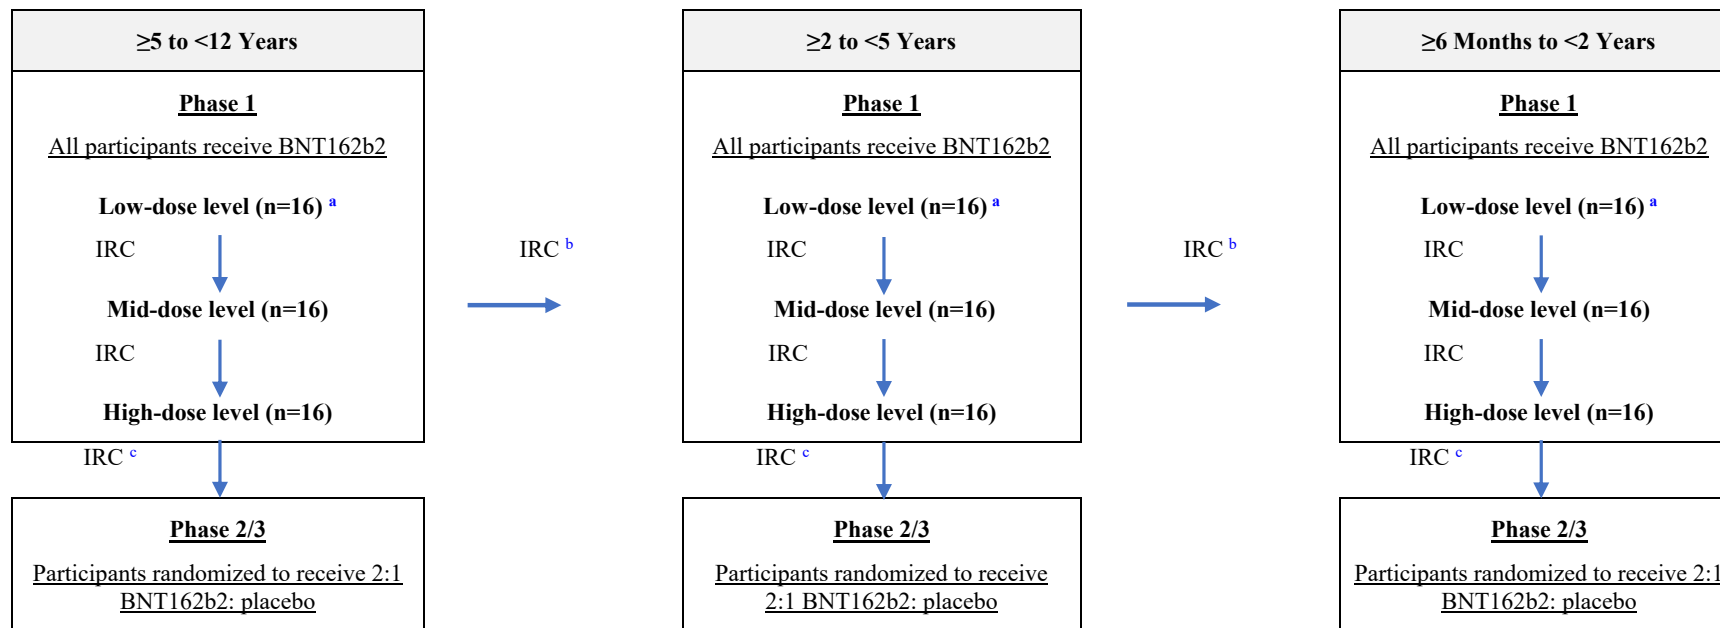 ≥5 to <12 Years
Phase 1
All participants receive BNT162b2
Low-dose level (n=16) a
IRC
Mid-dose level (n=16)
IRC
High-dose level (n=16)
IRC c
Phase 2/3
Participants randomized to receive 2:1
BNT162b2: placebo
IRC b
≥2 to <5 Years
Phase 1
All participants receive BNT162b2
Low-dose level (n=16) a
IRC
Mid-dose level (n=16)
IRC
High-dose level (n=16)
IRC c
Phase 2/3
Participants randomized to receive
2:1 BNT162b2: placebo
IRC b
≥6 Months to <2 Years
Phase 1
All participants receive BNT162b2
Low-dose level (n=16) a
IRC
Mid-dose level (n=16)
IRC
High-dose level (n=16)
IRC c
Phase 2/3
Participants randomized to receive 2:1
BNT162b2: placebo